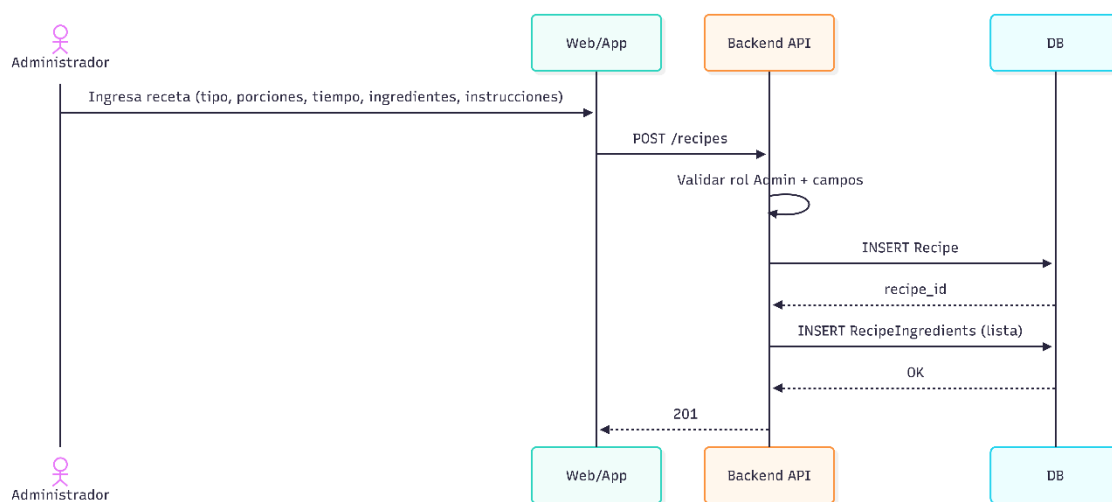 Administrador
Web/App
Backend API
DB
Ingresa receta (tipo, porciones, tiempo, ingredientes, instrucciones)
POST /recipes
Validar rol Admin + campos
INSERT Recipe
recipe_id
INSERT RecipeIngredients (lista)
OK
201
Administrador
Web/App
Backend API
DB